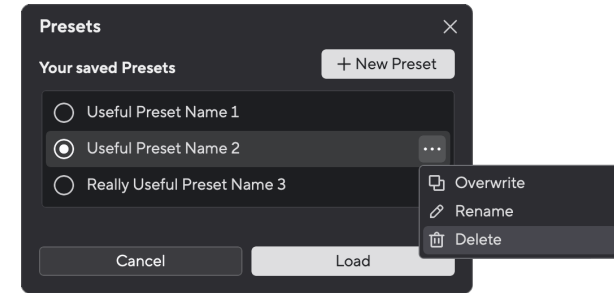 Presets
Your saved Presets
New Preset
Useful Preset Name 1
Useful Preset Name 2
Really Useful Preset Name 3
Overwrite
Rename
Delete
Cancel
Load